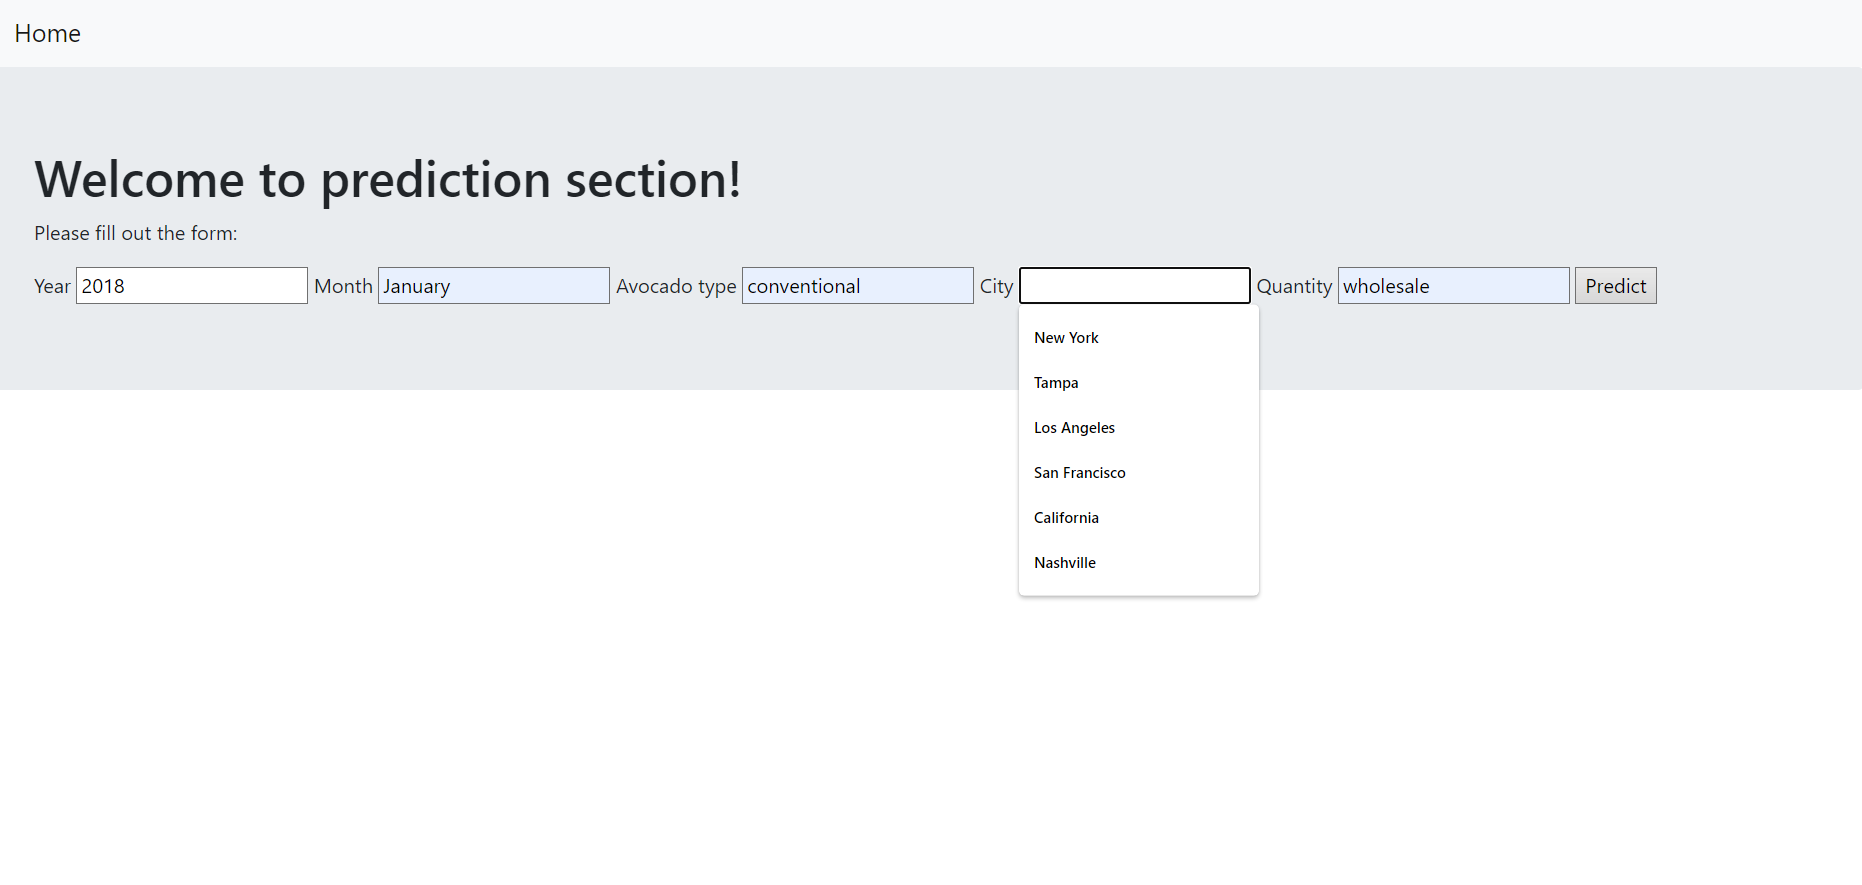 Home
Welcome to prediction section!
Please fill out the form:
Year 2018 Month January Avocado type conventional City Quantity wholesale Predict
New York
Tampa
Los Angeles
San Francisco
California
Nashville